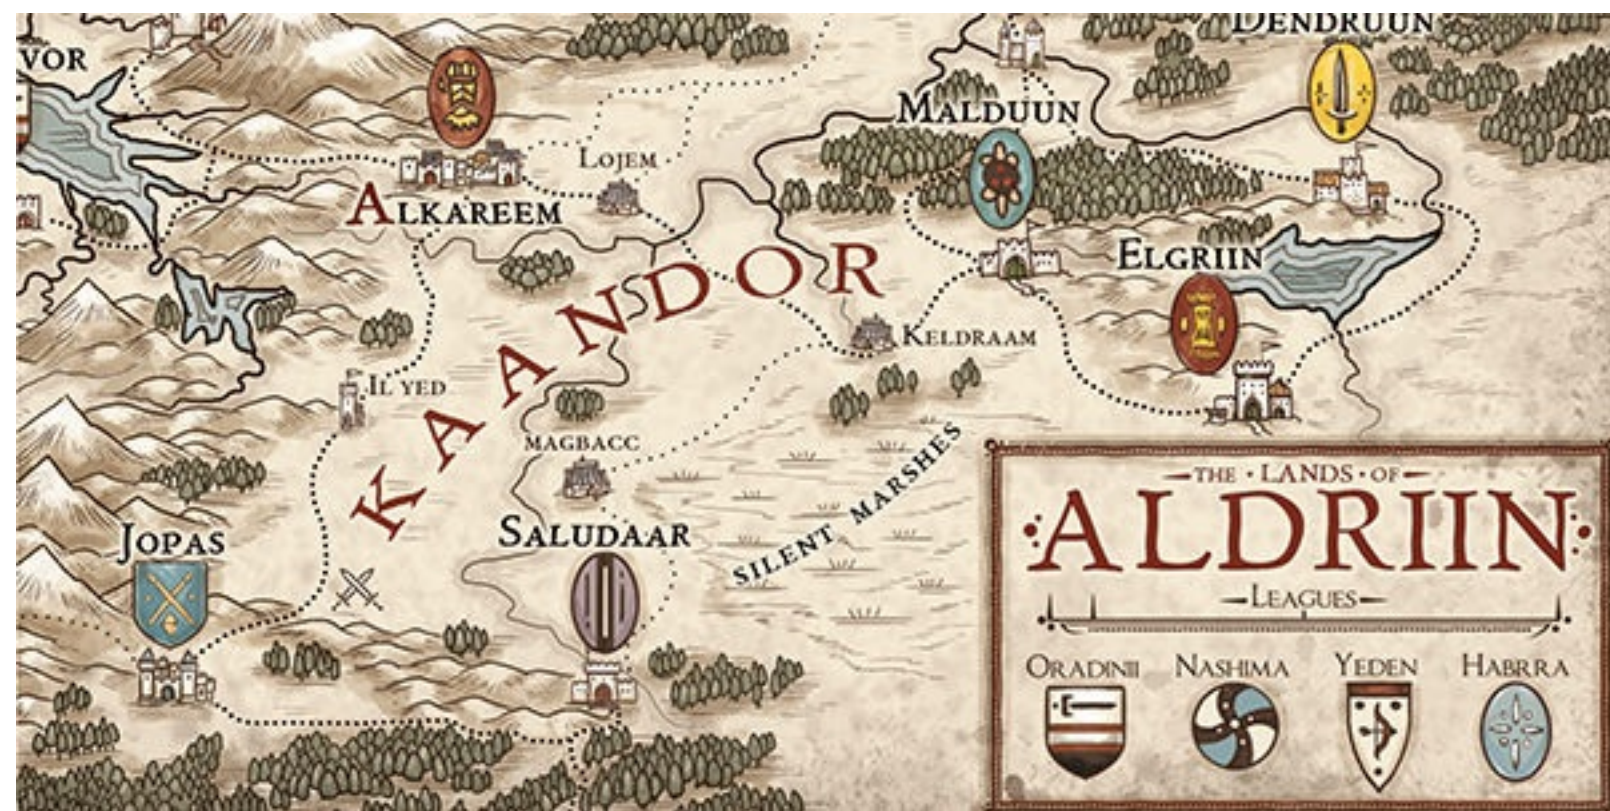 DENDRUUN
VOR
MALDUUN
LOJEM
ALKAREEM
ELGRIIN
KAANDOR
KELDRAAM
IL YED
MAGBACC
SILENT MARSHES
JOPAS
SALUDAAR
THE · LANDS · OF
ALDRIIN
LEAGUES
ORADINII NASHIMA YEDEN HABRRA